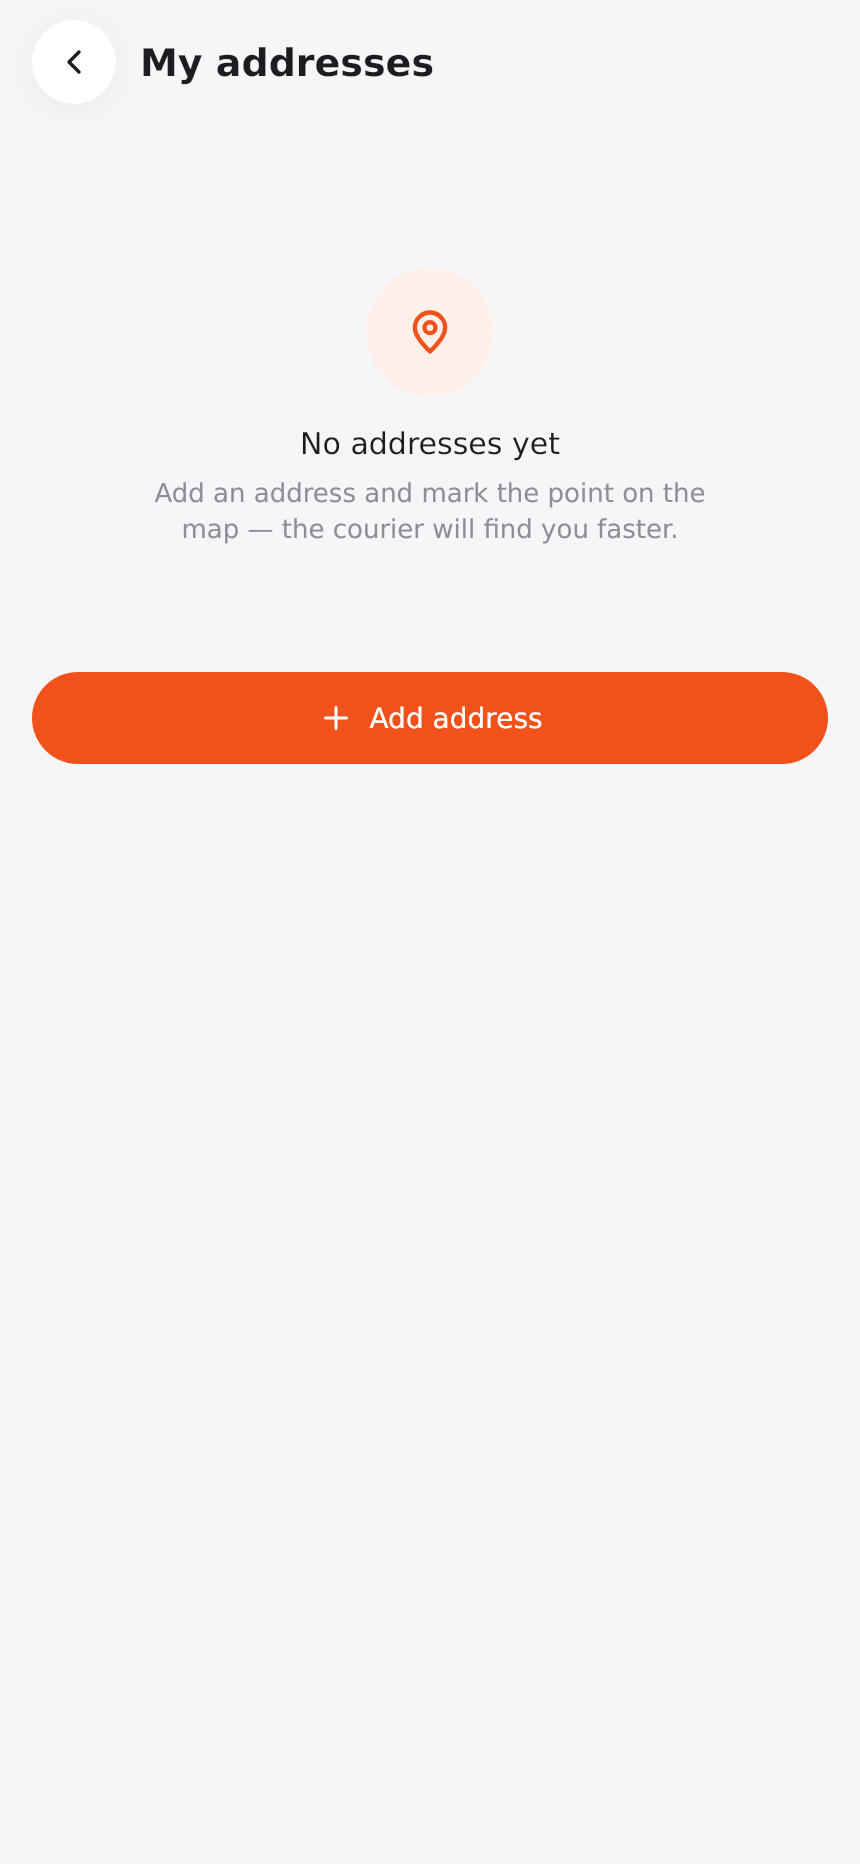 My addresses
No addresses yet
Add an address and mark the point on the
map — the courier will find you faster.
Add address